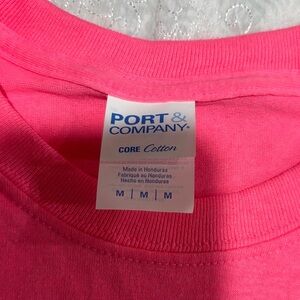 PORT &
COMPANY®
CORE Cotton
Made in Honduras
Fabriqué au Honduras
Hecho en Honduras
M | M | M